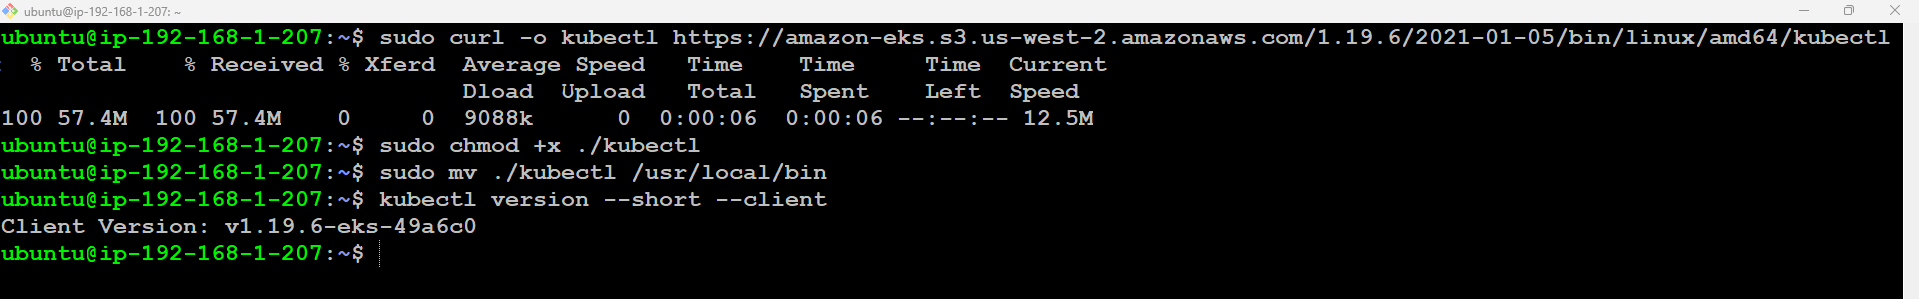 ubuntu@ip-192-168-1-207: ~
ubuntu@ip-192-168-1-207:~$ sudo curl -o kubectl https://amazon-eks.s3.us-west-2.amazonaws.com/1.19.6/2021-01-05/bin/linux/amd64/kubectl
  % Total    % Received % Xferd  Average Speed   Time    Time     Time  Current
                                 Dload  Upload   Total   Spent    Left  Speed
100 57.4M  100 57.4M    0     0  9088k      0  0:00:06  0:00:06 --:--:-- 12.5M
ubuntu@ip-192-168-1-207:~$ sudo chmod +x ./kubectl
ubuntu@ip-192-168-1-207:~$ sudo mv ./kubectl /usr/local/bin
ubuntu@ip-192-168-1-207:~$ kubectl version --short --client
Client Version: v1.19.6-eks-49a6c0
ubuntu@ip-192-168-1-207:~$